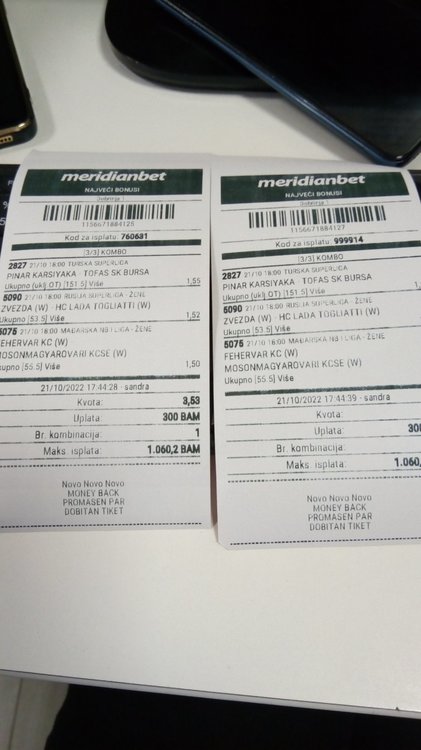 meridianbet
NAJVEĆI BONUSI
1156671884125
Kod za isplatu: 760681
[3/3] KOMBO
2827 21/10 18:00 TURSKA SUPERLIGA
PINAR KARSIYAKA - TOFAS SK BURSA
Ukupno (uklj.OT) [151.5] Više 1,55
5090 21/10 18:00 RUSIJA SUPERLIGA - ŽENE
ZVEZDA (W) - HC LADA TOGLIATTI (W)
Ukupno [53.5] Više 1,52
5075 21/10 18:00 MAĐARSKA NB I LIGA - ŽENE
FEHERVAR KC (W)
MOSONMAGYAROVARI KCSE (W)
Ukupno [55.5] Više 1,50
21/10/2022 17:44:28 - sandra
Kvota: 3,53
Uplata: 300 BAM
Br. kombinacija: 1
Maks. isplata: 1.060,2 BAM
Novo Novo Novo
MONEY BACK
PROMAŠEN PAR
DOBITAN TIKET
meridianbet
NAJVEĆI BONUSI
1156671884127
Kod za isplatu: 999914
[3/3] KOMBO
2827 21/10 18:00 TURSKA SUPERLIGA
PINAR KARSIYAKA - TOFAS SK BURSA
Ukupno (uklj.OT) [151.5] Više
5090 21/10 18:00 RUSIJA SUPERLIGA - ŽENE
ZVEZDA (W) - HC LADA TOGLIATTI (W)
Ukupno [53.5] Više
5075 21/10 18:00 MAĐARSKA NB I LIGA - ŽENE
FEHERVAR KC (W)
MOSONMAGYAROVARI KCSE (W)
Ukupno [55.5] Više
21/10/2022 17:44:39 - sandra
Kvota:
Uplata: 300
Br. kombinacija:
Maks. isplata: 1.060,
Novo Novo Novo
MONEY BACK
PROMAŠEN PAR
DOBITAN TIKET